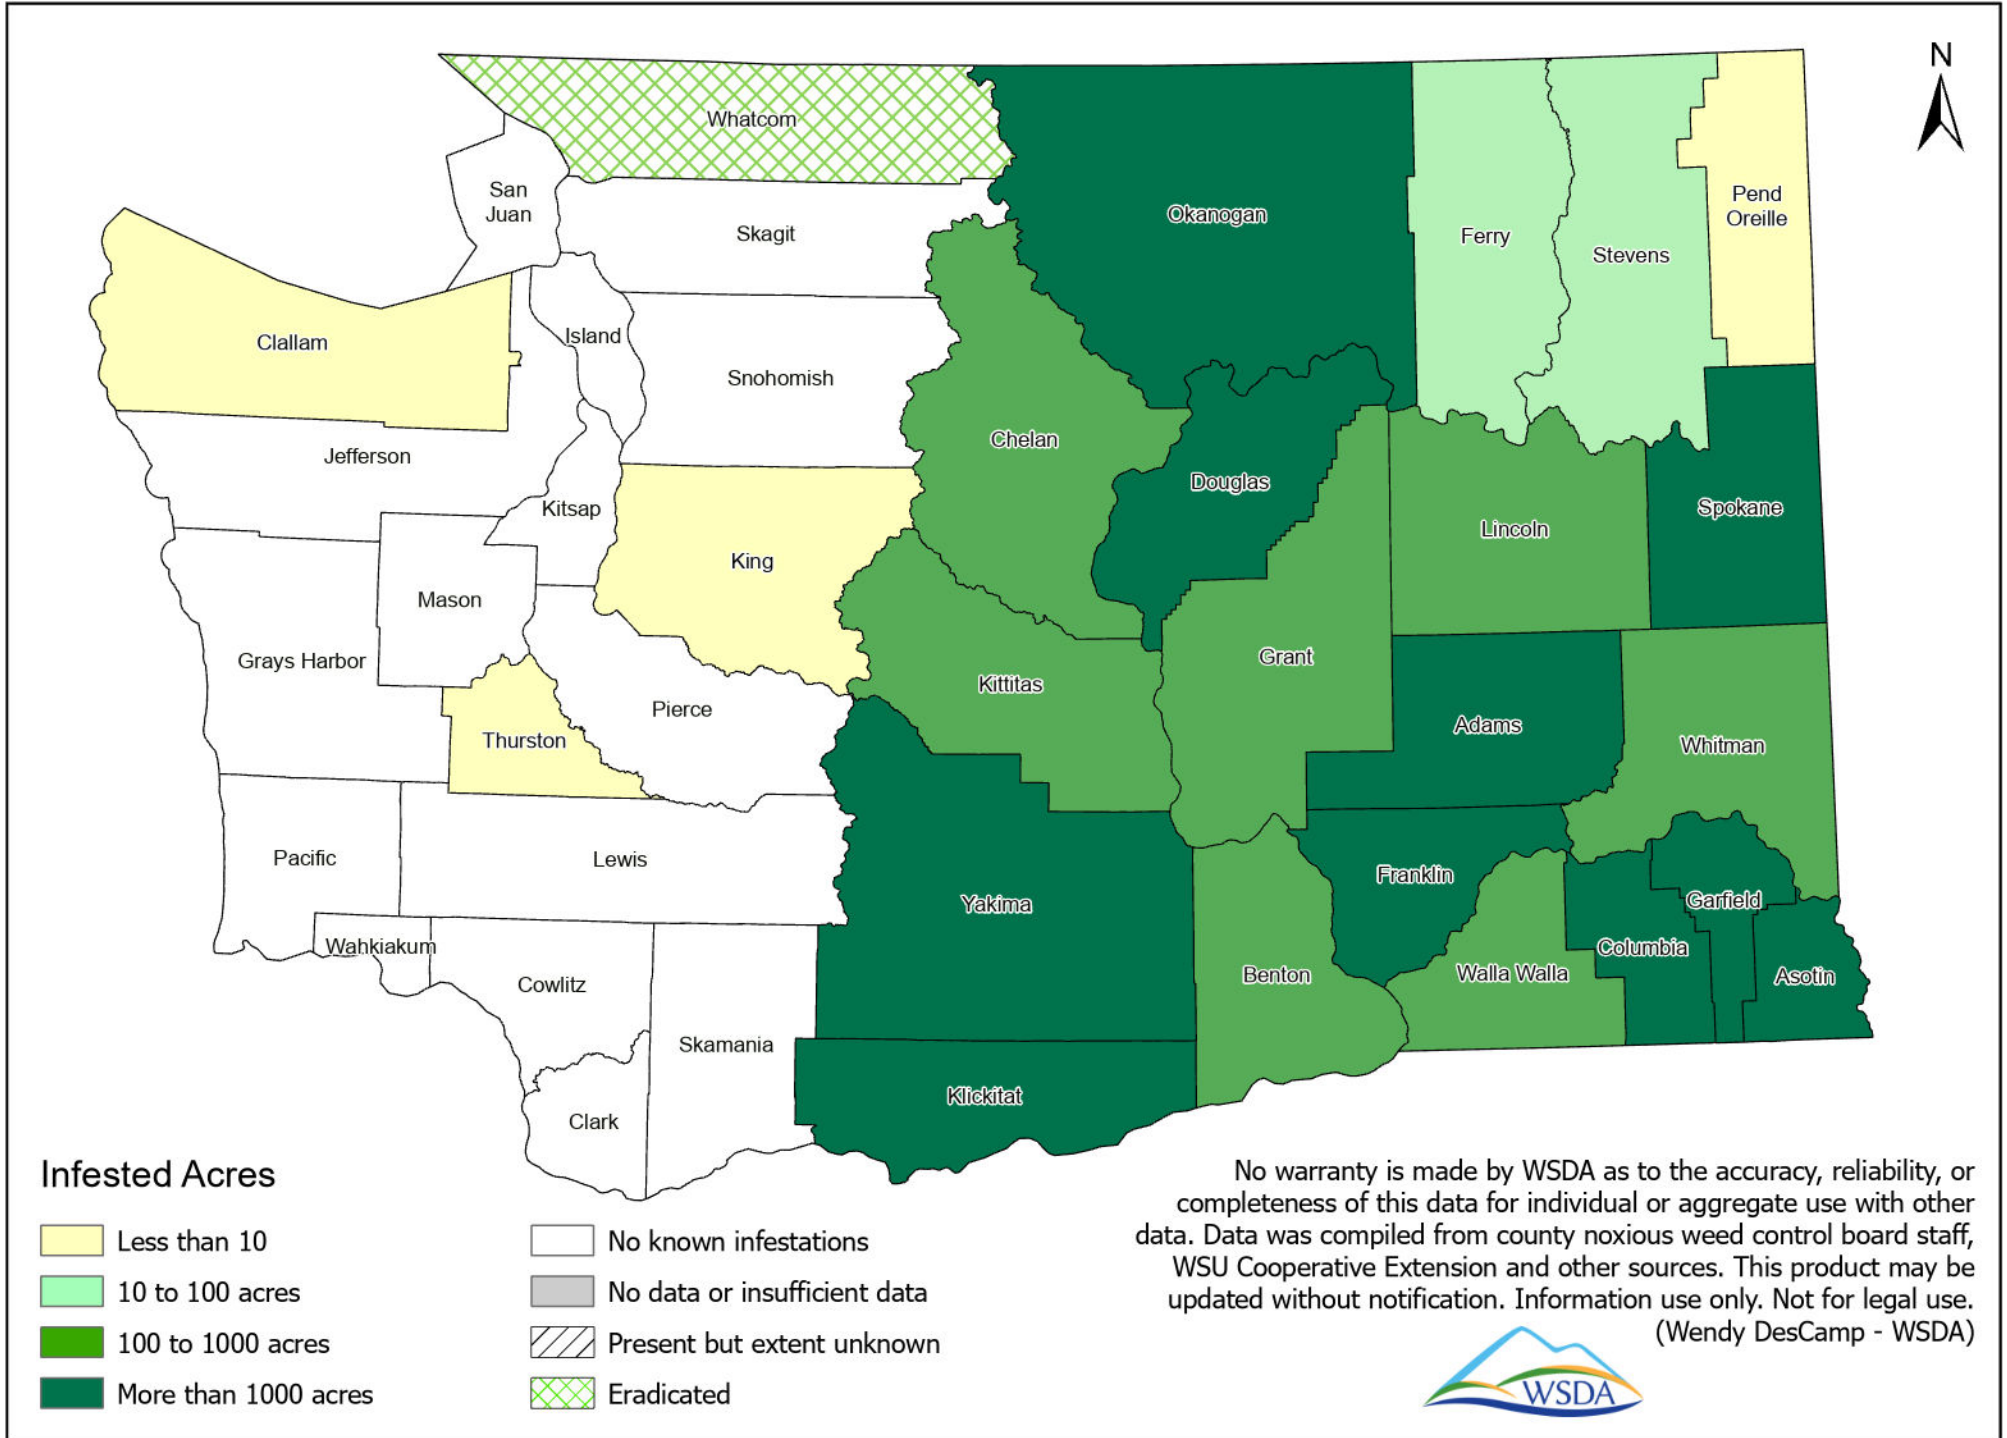 N
Whatcom
San
Juan
Skagit
Okanogan
Ferry
Stevens
Pend
Oreille
Clallam
Island
Snohomish
Chelan
Douglas
Lincoln
Spokane
Jefferson
Kitsap
King
Mason
Grays Harbor
Thurston
Pierce
Kittitas
Grant
Adams
Whitman
Pacific
Lewis
Yakima
Franklin
Garfield
Wahkiakum
Cowlitz
Skamania
Benton
Walla Walla
Columbia
Asotin
Clark
Klickitat
Infested Acres
Less than 10
10 to 100 acres
100 to 1000 acres
More than 1000 acres
No known infestations
No data or insufficient data
Present but extent unknown
Eradicated
No warranty is made by WSDA as to the accuracy, reliability, or
completeness of this data for individual or aggregate use with other
data. Data was compiled from county noxious weed control board staff,
WSU Cooperative Extension and other sources. This product may be
updated without notification. Information use only. Not for legal use.
(Wendy DesCamp - WSDA)
WSDA